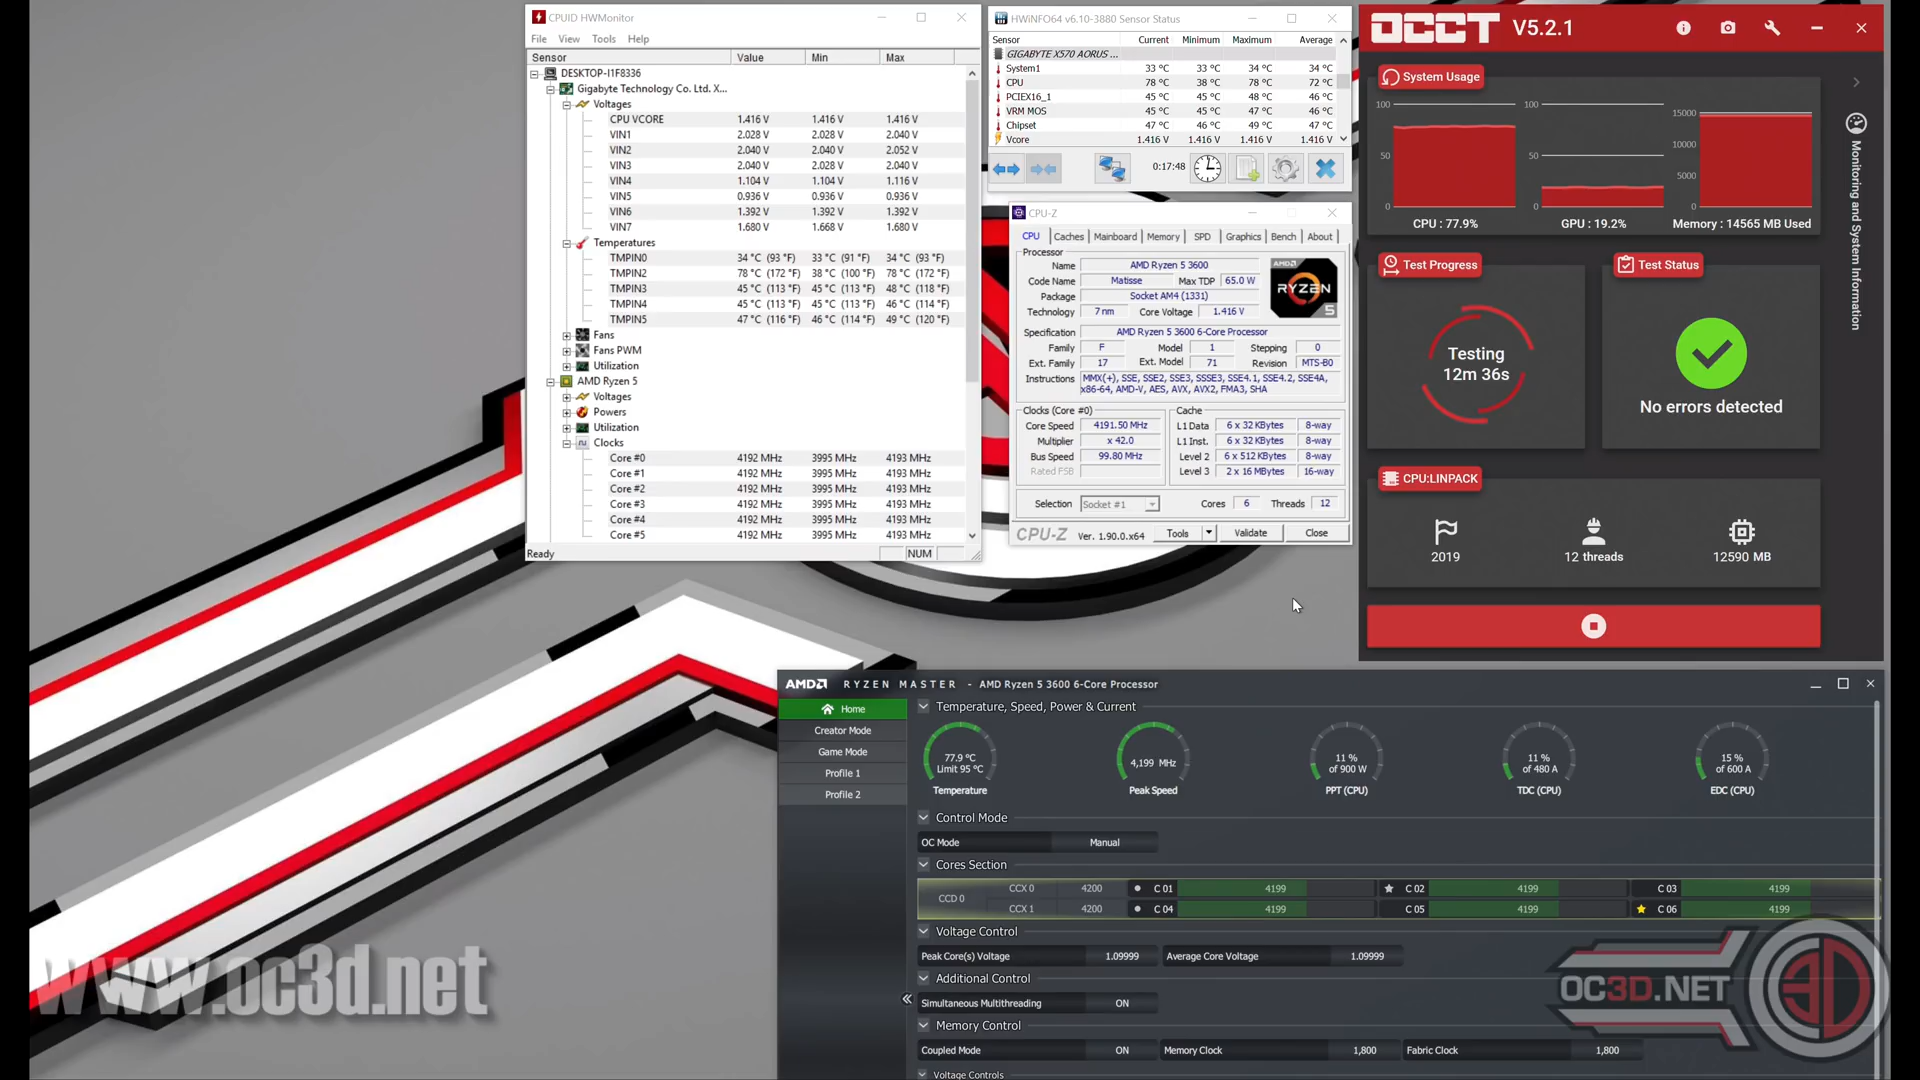 CPUID HWMonitor
File View Tools Help
Sensor Value Min Max
DESKTOP-I1F8336
Gigabyte Technology Co. Ltd. X...
Voltages
CPU VCORE 1.416 V 1.416 V 1.416 V
VIN1 2.028 V 2.028 V 2.040 V
VIN2 2.040 V 2.040 V 2.052 V
VIN3 2.040 V 2.028 V 2.040 V
VIN4 1.104 V 1.104 V 1.116 V
VIN5 0.936 V 0.936 V 0.936 V
VIN6 1.392 V 1.392 V 1.392 V
VIN7 1.680 V 1.668 V 1.680 V
Temperatures
TMPIN0 34 °C (93 °F) 33 °C (91 °F) 34 °C (93 °F)
TMPIN2 78 °C (172 °F) 38 °C (100 °F) 78 °C (172 °F)
TMPIN3 45 °C (113 °F) 45 °C (113 °F) 48 °C (118 °F)
TMPIN4 45 °C (113 °F) 45 °C (113 °F) 46 °C (114 °F)
TMPIN5 47 °C (116 °F) 46 °C (114 °F) 49 °C (120 °F)
Fans
Fans PWM
Utilization
AMD Ryzen 5
Voltages
Powers
Utilization
Clocks
Core #0 4192 MHz 3995 MHz 4193 MHz
Core #1 4192 MHz 3995 MHz 4193 MHz
Core #2 4192 MHz 3995 MHz 4193 MHz
Core #3 4192 MHz 3995 MHz 4193 MHz
Core #4 4192 MHz 3995 MHz 4193 MHz
Core #5 4192 MHz 3995 MHz 4193 MHz
Ready NUM
HWiNFO64 v6.10-3880 Sensor Status
Sensor Current Minimum Maximum Average
GIGABYTE X570 AORUS ...
System1 33 °C 33 °C 34 °C 34 °C
CPU 78 °C 38 °C 78 °C 72 °C
PCIEX16_1 45 °C 45 °C 48 °C 46 °C
VRM MOS 45 °C 45 °C 47 °C 46 °C
Chipset 47 °C 46 °C 49 °C 47 °C
Vcore 1.416 V 1.416 V 1.416 V 1.416 V
0:17:48
CPU-Z
CPU Caches Mainboard Memory SPD Graphics Bench About
Processor
Name AMD Ryzen 5 3600
Code Name Matisse Max TDP 65.0 W
Package Socket AM4 (1331)
Technology 7 nm Core Voltage 1.416 V
AMD RYZEN 5
Specification AMD Ryzen 5 3600 6-Core Processor
Family F Model 1 Stepping 0
Ext. Family 17 Ext. Model 71 Revision MTS-B0
Instructions MMX(+), SSE, SSE2, SSE3, SSSE3, SSE4.1, SSE4.2, SSE4A,
x86-64, AMD-V, AES, AVX, AVX2, FMA3, SHA
Clocks (Core #0) Cache
Core Speed 4191.50 MHz L1 Data 6 x 32 KBytes 8-way
Multiplier x 42.0 L1 Inst. 6 x 32 KBytes 8-way
Bus Speed 99.80 MHz Level 2 6 x 512 KBytes 8-way
Rated FSB Level 3 2 x 16 MBytes 16-way
Selection Socket #1 Cores 6 Threads 12
CPU-Z Ver. 1.90.0.x64 Tools Validate Close
OCCT V5.2.1
System Usage
100 100 15000
50 50 10000
5000
0 0 0
CPU : 77.9% GPU : 19.2% Memory : 14565 MB Used
Monitoring and System Information
Test Progress
Testing
12m 36s
Test Status
No errors detected
CPU:LINPACK
2019 12 threads 12590 MB
AMD RYZEN MASTER - AMD Ryzen 5 3600 6-Core Processor
Home
Creator Mode
Game Mode
Profile 1
Profile 2
Temperature, Speed, Power & Current
77.9 °C 4,199 MHz 11 % 11 % 15 %
Limit 95 °C of 900 W of 480 A of 600 A
Temperature Peak Speed PPT (CPU) TDC (CPU) EDC (CPU)
Control Mode
OC Mode Manual
Cores Section
CCD 0
CCX 0 4200 C 01 4199 C 02 4199 C 03 4199
CCX 1 4200 C 04 4199 C 05 4199 C 06 4199
Voltage Control
Peak Core(s) Voltage 1.09999 Average Core Voltage 1.09999
Additional Control
Simultaneous Multithreading ON
Memory Control
Coupled Mode ON Memory Clock 1,800 Fabric Clock 1,800
Voltage Controls
www.oc3d.net
OC3D.NET
3D